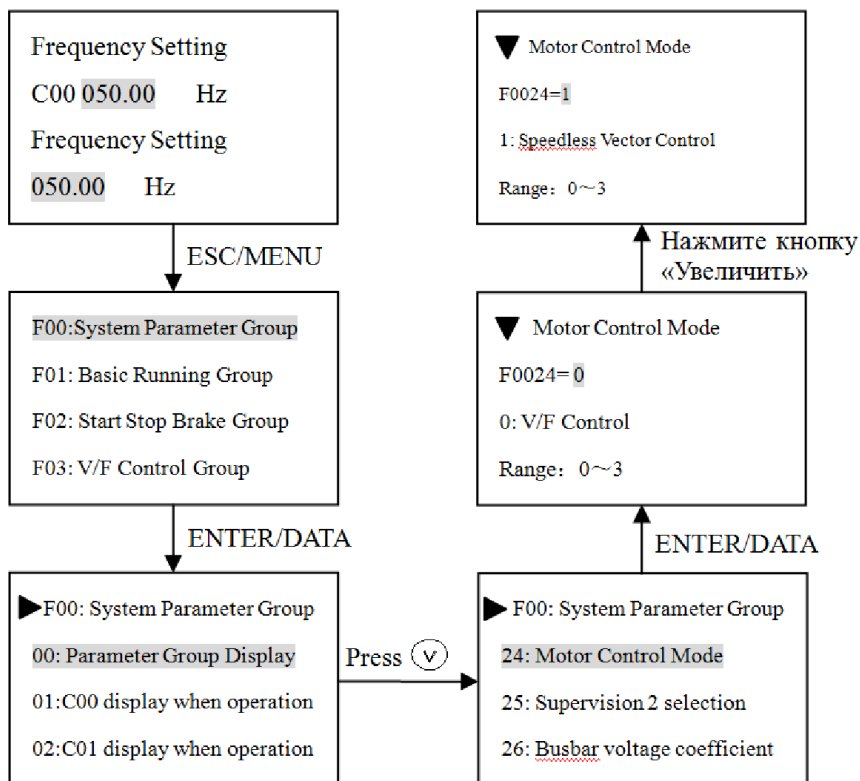 Frequency Setting
C00 050.00 Hz
Frequency Setting
050.00 Hz
ESC/MENU
F00:System Parameter Group
F01: Basic Running Group
F02: Start Stop Brake Group
F03: V/F Control Group
ENTER/DATA
▶F00: System Parameter Group
00: Parameter Group Display
01:C00 display when operation
02:C01 display when operation
Press v
▶ F00: System Parameter Group
24: Motor Control Mode
25: Supervision 2 selection
26: Busbar voltage coefficient
ENTER/DATA
▼ Motor Control Mode
F0024= 0
0: V/F Control
Range：0～3
Нажмите кнопку
«Увеличить»
▼ Motor Control Mode
F0024=1
1: Speedless Vector Control
Range：0～3